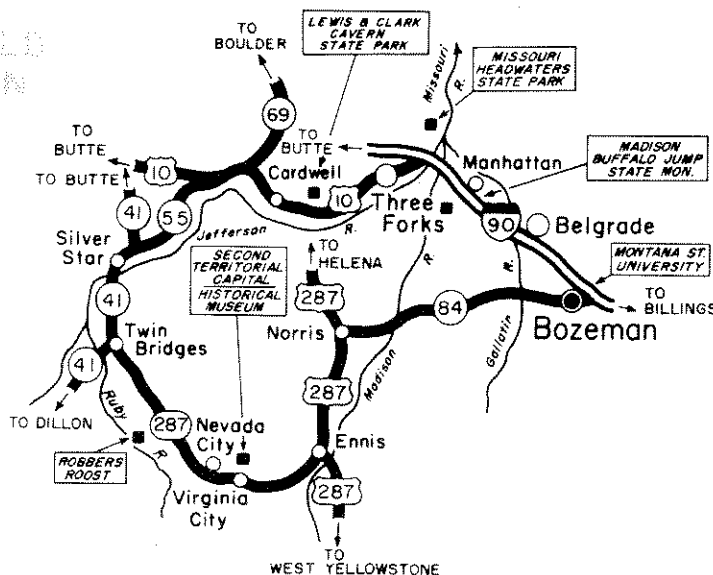 LD
N
TO
BOULDER
LEWIS & CLARK
CAVERN
STATE PARK
MISSOURI
HEADWATERS
STATE PARK
Missouri
R.
69
TO
BUTTE
TO
BUTTE
10
TO BUTTE
Cardwell
10
Manhattan
MADISON
BUFFALO JUMP
STATE MON.
41
55
Three
Forks
90
Belgrade
Jefferson
R.
Silver
Star
SECOND
TERRITORIAL
CAPITAL
HISTORICAL
MUSEUM
TO
HELENA
287
MONTANA ST.
UNIVERSITY
R.
R.
41
84
TO
BILLINGS
Bozeman
Norris
Twin
Bridges
Madison
Gallatin
41
287
TO DILLON
Ruby
R.
287
Nevada
City
Ennis
ROBBERS
ROOST
Virginia
City
287
TO
WEST YELLOWSTONE